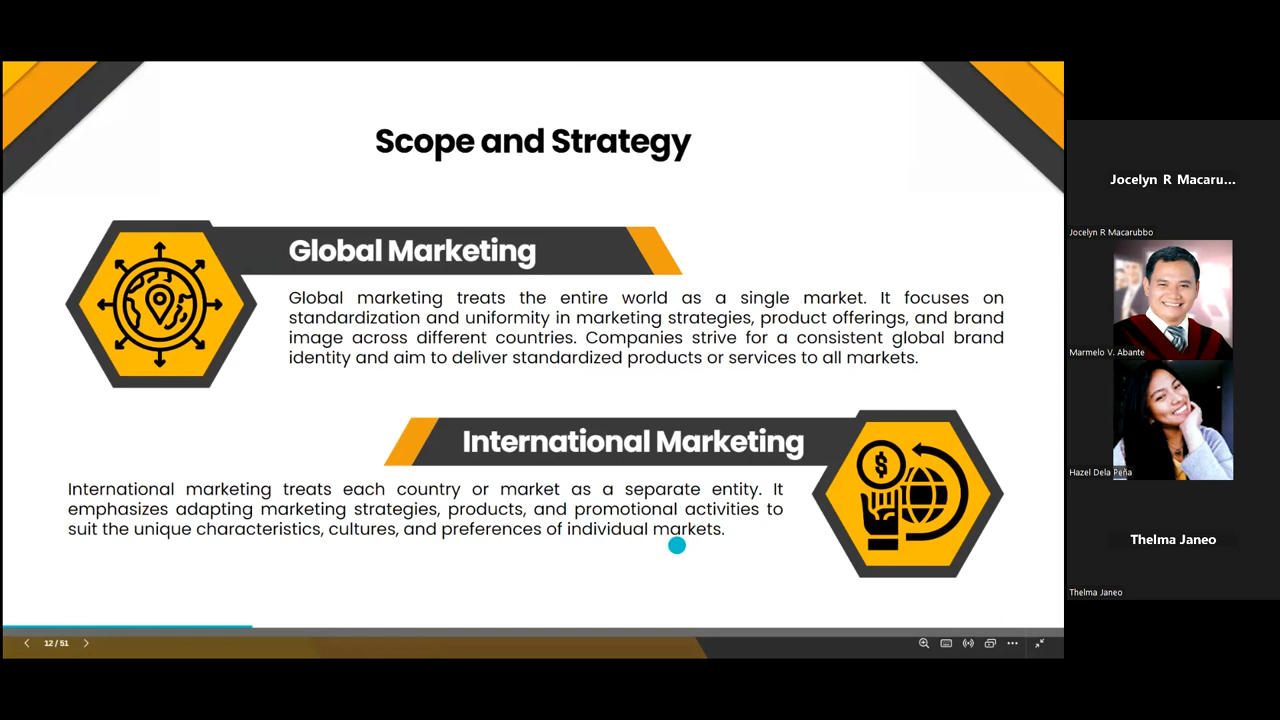 Scope and Strategy
Global Marketing
Global marketing treats the entire world as a single market. It focuses on
standardization and uniformity in marketing strategies, product offerings, and brand
image across different countries. Companies strive for a consistent global brand
identity and aim to deliver standardized products or services to all markets.
International Marketing
International marketing treats each country or market as a separate entity. It
emphasizes adapting marketing strategies, products, and promotional activities to
suit the unique characteristics, cultures, and preferences of individual markets.
$
12 / 51
Jocelyn R Macaru...
Jocelyn R Macarubbo
Marmelo V. Abante
Hazel Dela Peña
Thelma Janeo
Thelma Janeo